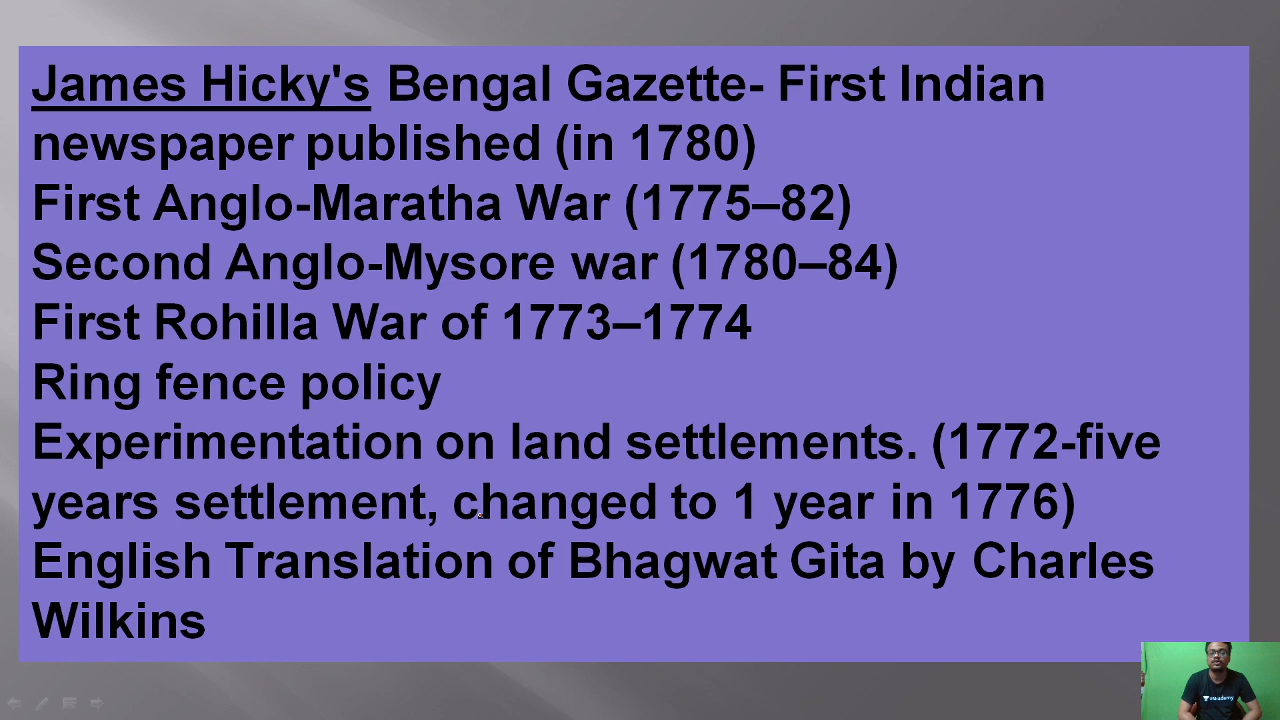 James Hicky's Bengal Gazette- First Indian
newspaper published (in 1780)
First Anglo-Maratha War (1775–82)
Second Anglo-Mysore war (1780–84)
First Rohilla War of 1773–1774
Ring fence policy
Experimentation on land settlements. (1772-five
years settlement, changed to 1 year in 1776)
English Translation of Bhagwat Gita by Charles
Wilkins